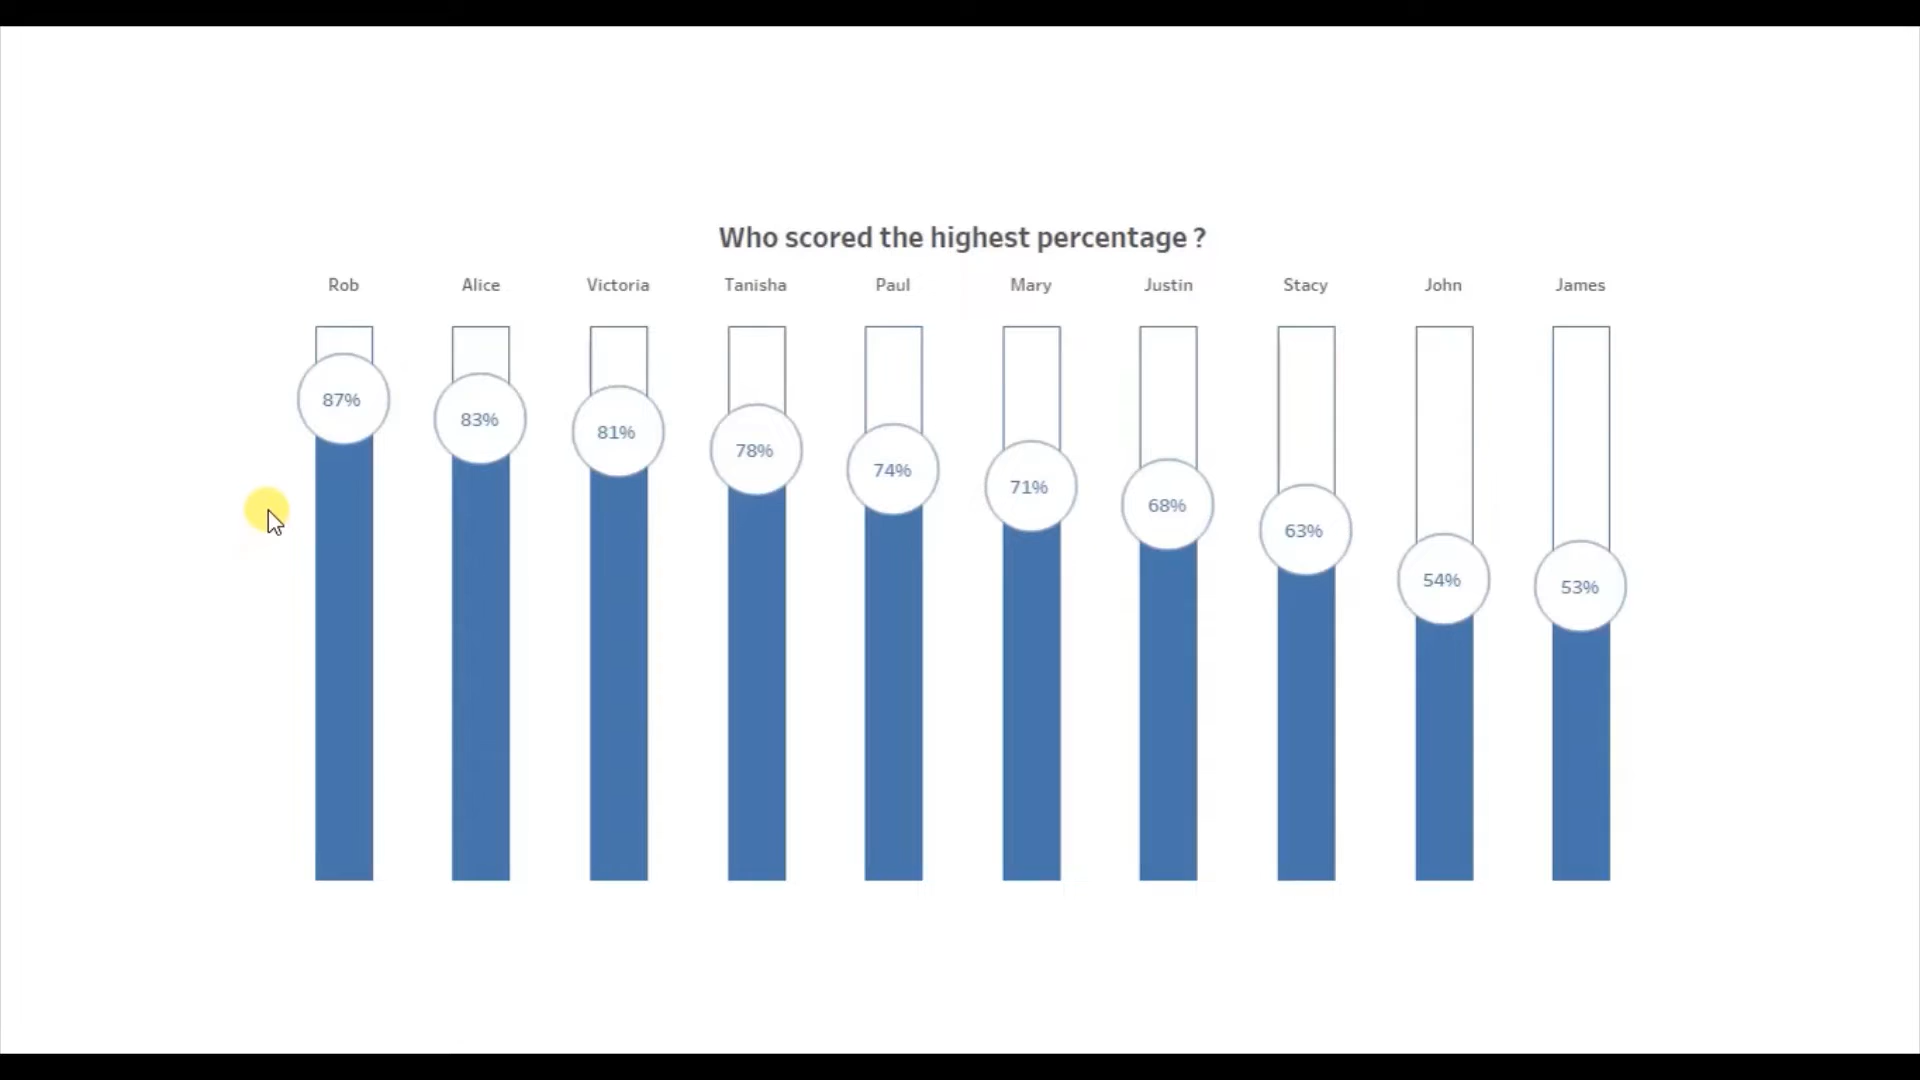 Who scored the highest percentage ?
Rob Alice Victoria Tanisha Paul Mary Justin Stacy John James
87% 83% 81% 78% 74% 71% 68% 63% 54% 53%